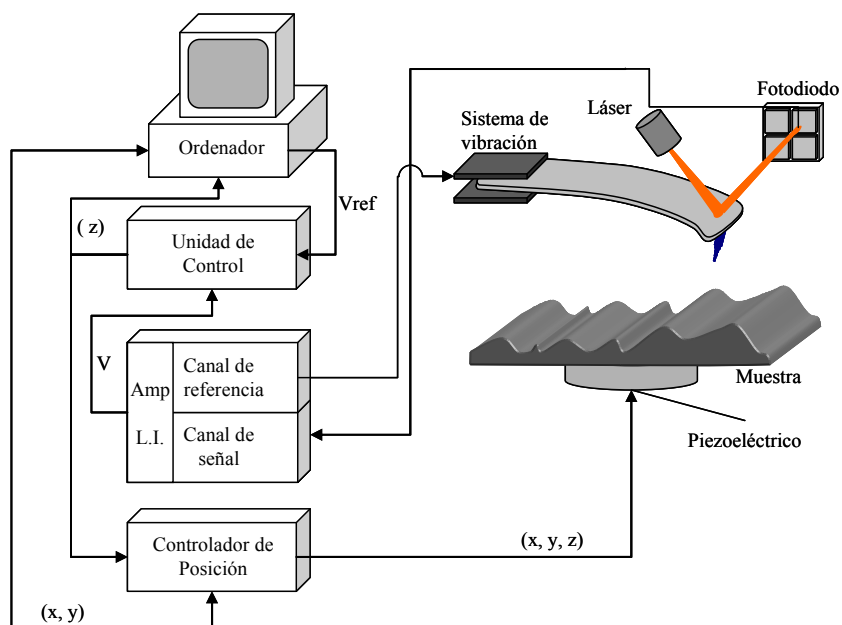 Ordenador
Vref
( z)
Unidad de
Control
V
Amp
L.I.
Canal de
referencia
Canal de
señal
Controlador de
Posición
(x, y)
(x, y, z)
Sistema de
vibración
Láser
Fotodiodo
Muestra
Piezoeléctrico